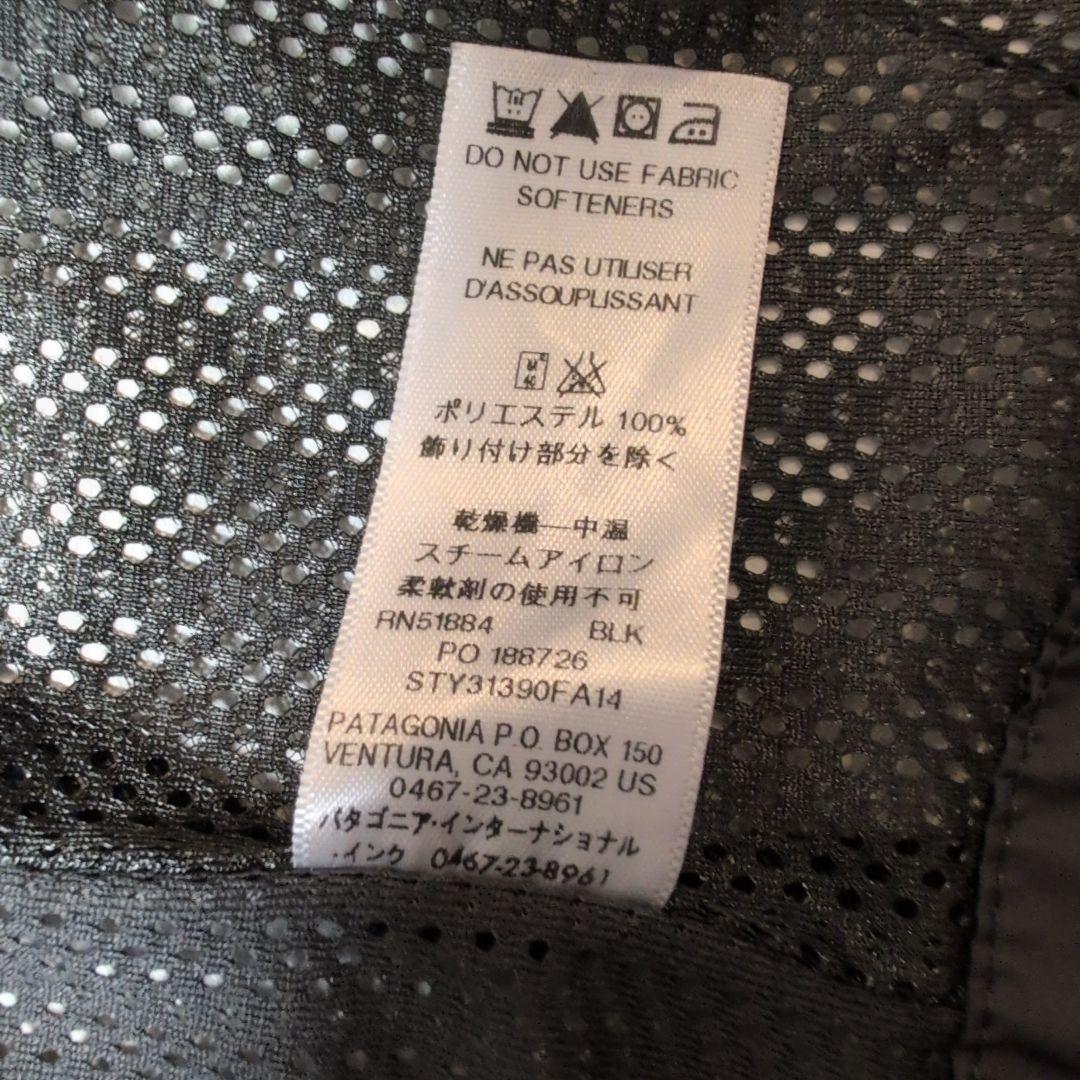 DO NOT USE FABRIC
SOFTENERS
NE PAS UTILISER
D'ASSOUPLISSANT
ポリエステル 100%
飾り付け部分を除く
乾燥機—中温
スチームアイロン
柔軟剤の使用不可
RN51884 BLK
PO 188726
STY31390FA14
PATAGONIA P.O. BOX 150
VENTURA, CA 93002 US
0467-23-8961
パタゴニア・インターナショナル
・インク 0467-23-8961